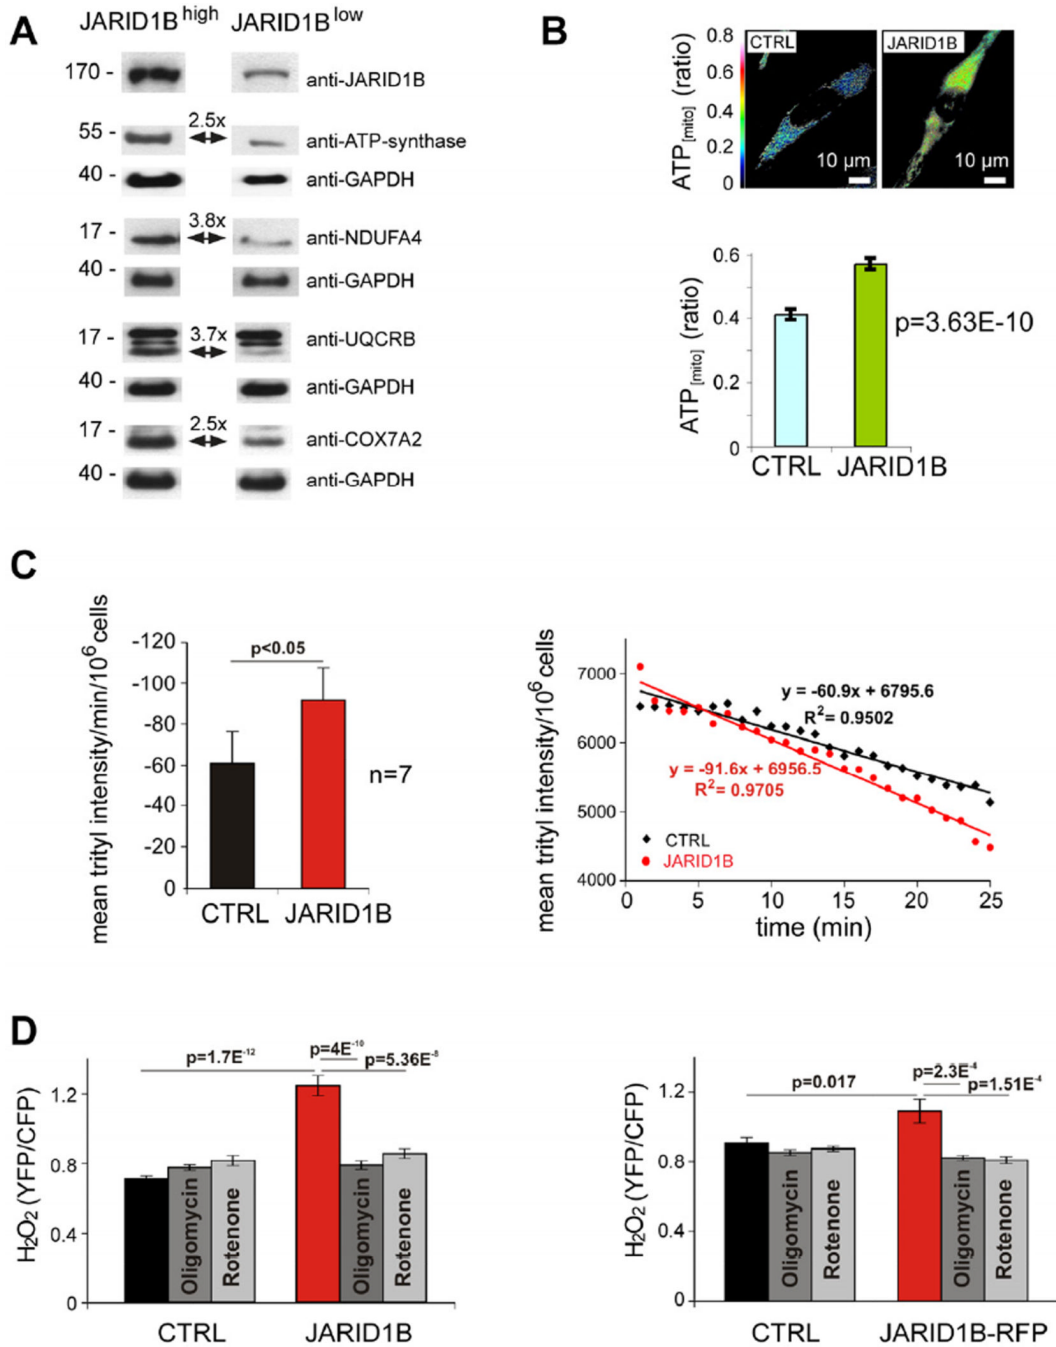 A
JARID1B high JARID1B low
170 - anti-JARID1B
2.5x
55 - anti-ATP-synthase
40 - anti-GAPDH
3.8x
17 - anti-NDUFA4
40 - anti-GAPDH
3.7x
17 - anti-UQCRB
40 - anti-GAPDH
2.5x
17 - anti-COX7A2
40 - anti-GAPDH
B
ATP[mito] (ratio)
0.8
0.6
0.4
0.2
0
CTRL
JARID1B
10 µm
10 µm
ATP[mito] (ratio)
0.6
0.4
0.2
0
p=3.63E-10
CTRL JARID1B
C
mean trityl intensity/min/10⁶ cells
-120
-100
-80
-60
-40
-20
0
p<0.05
n=7
CTRL JARID1B
mean trityl intensity/10⁶ cells
7000
6000
5000
4000
y = -60.9x + 6795.6
R²= 0.9502
y = -91.6x + 6956.5
R²= 0.9705
CTRL
JARID1B
0 5 10 15 20 25
time (min)
D
H₂O₂ (YFP/CFP)
1.2
0.8
0.4
0
p=1.7E⁻¹²
p=4E⁻¹⁰
p=5.36E⁻⁸
Oligomycin
Rotenone
Oligomycin
Rotenone
CTRL JARID1B
H₂O₂ (YFP/CFP)
1.2
0.8
0.4
0
p=0.017
p=2.3E⁻⁴
p=1.51E⁻⁴
Oligomycin
Rotenone
Oligomycin
Rotenone
CTRL JARID1B-RFP